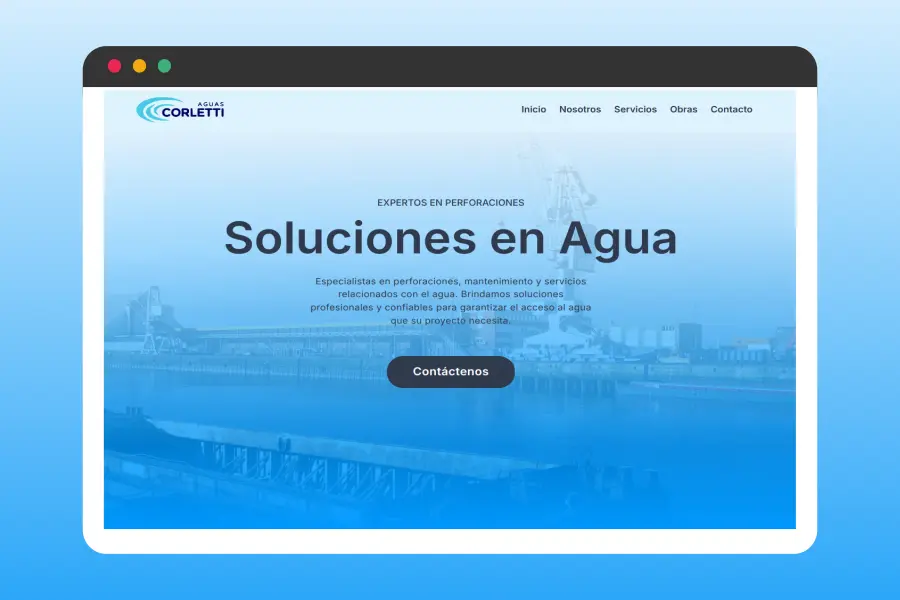 AGUAS
CORLETTI
Inicio Nosotros Servicios Obras Contacto
EXPERTOS EN PERFORACIONES
Soluciones en Agua
Especialistas en perforaciones, mantenimiento y servicios
relacionados con el agua. Brindamos soluciones
profesionales y confiables para garantizar el acceso al agua
que su proyecto necesita.
Contáctenos